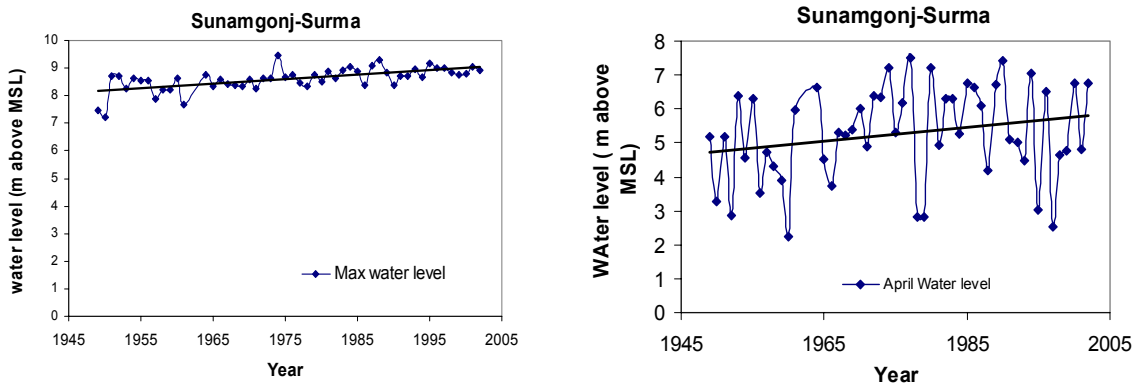 Sunamgonj-Surma
water level (m above MSL)
10
9
8
7
6
5
4
3
2
1
0
Max water level
1945 1955 1965 1975 1985 1995 2005
Year
Sunamgonj-Surma
WAter level ( m above
MSL)
8
7
6
5
4
3
2
1
0
April Water level
1945 1965 1985 2005
Year